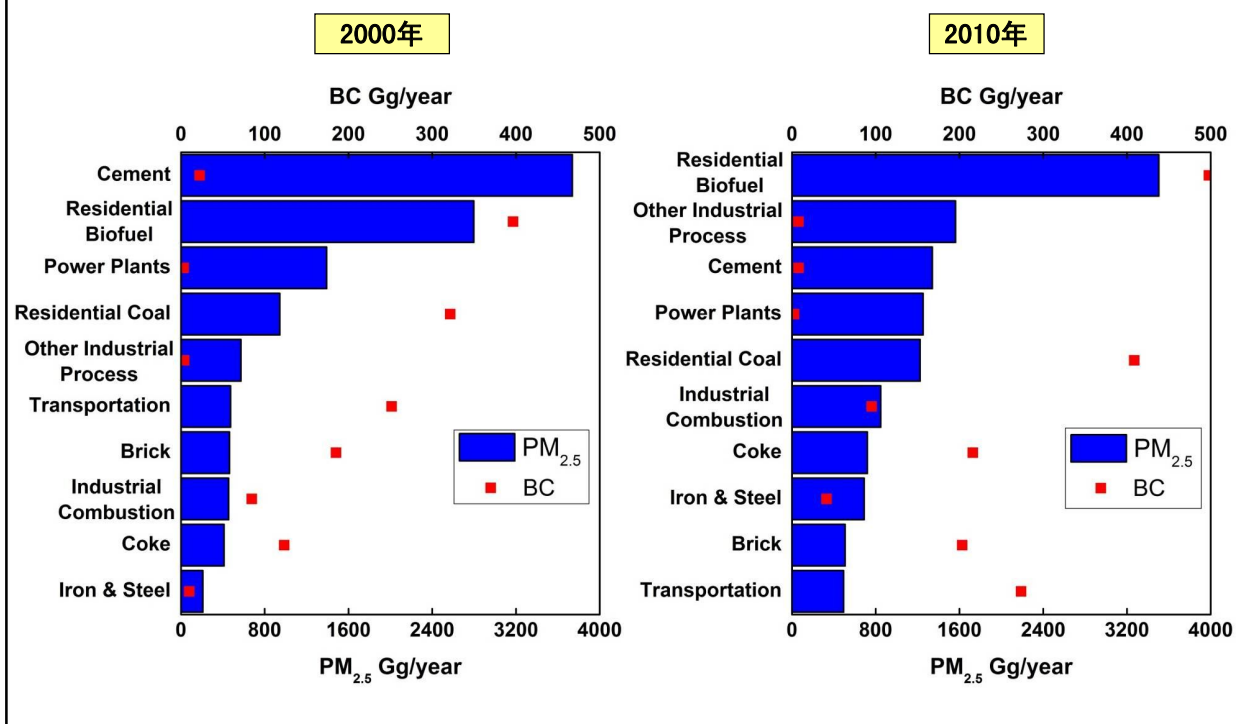 2000年
BC Gg/year
0 100 200 300 400 500
Cement
Residential
Biofuel
Power Plants
Residential Coal
Other Industrial
Process
Transportation
Brick
Industrial
Combustion
Coke
Iron & Steel
PM2.5
BC
0 800 1600 2400 3200 4000
PM2.5 Gg/year
2010年
BC Gg/year
0 100 200 300 400 500
Residential
Biofuel
Other Industrial
Process
Cement
Power Plants
Residential Coal
Industrial
Combustion
Coke
Iron & Steel
Brick
Transportation
PM2.5
BC
0 800 1600 2400 3200 4000
PM2.5 Gg/year